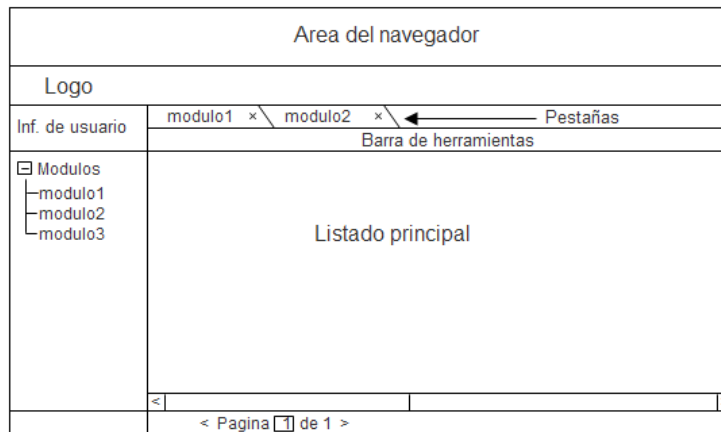 Area del navegador
Logo
Inf. de usuario
modulo1 × modulo2 × Pestañas
Barra de herramientas
Modulos
modulo1
modulo2
modulo3
Listado principal
<
< Pagina 1 de 1 >